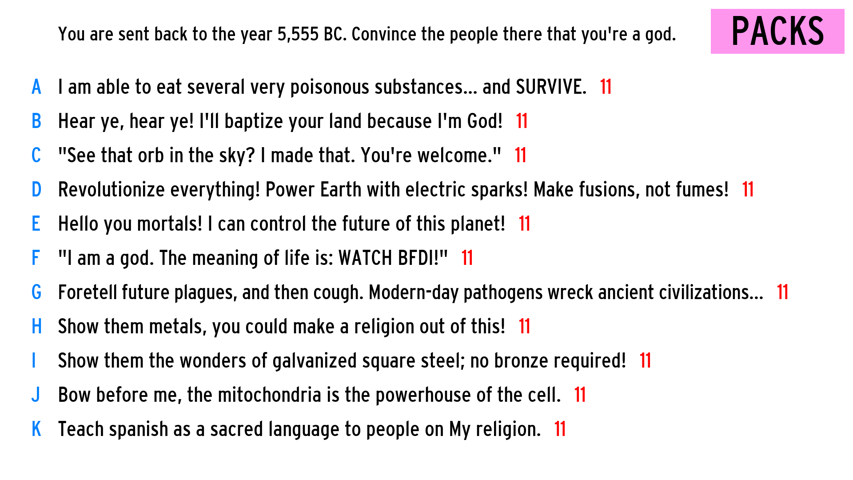 You are sent back to the year 5,555 BC. Convince the people there that you're a god.
PACKS
A I am able to eat several very poisonous substances... and SURVIVE. 11
B Hear ye, hear ye! I'll baptize your land because I'm God! 11
C "See that orb in the sky? I made that. You're welcome." 11
D Revolutionize everything! Power Earth with electric sparks! Make fusions, not fumes! 11
E Hello you mortals! I can control the future of this planet! 11
F "I am a god. The meaning of life is: WATCH BFDI!" 11
G Foretell future plagues, and then cough. Modern-day pathogens wreck ancient civilizations... 11
H Show them metals, you could make a religion out of this! 11
I Show them the wonders of galvanized square steel; no bronze required! 11
J Bow before me, the mitochondria is the powerhouse of the cell. 11
K Teach spanish as a sacred language to people on My religion. 11